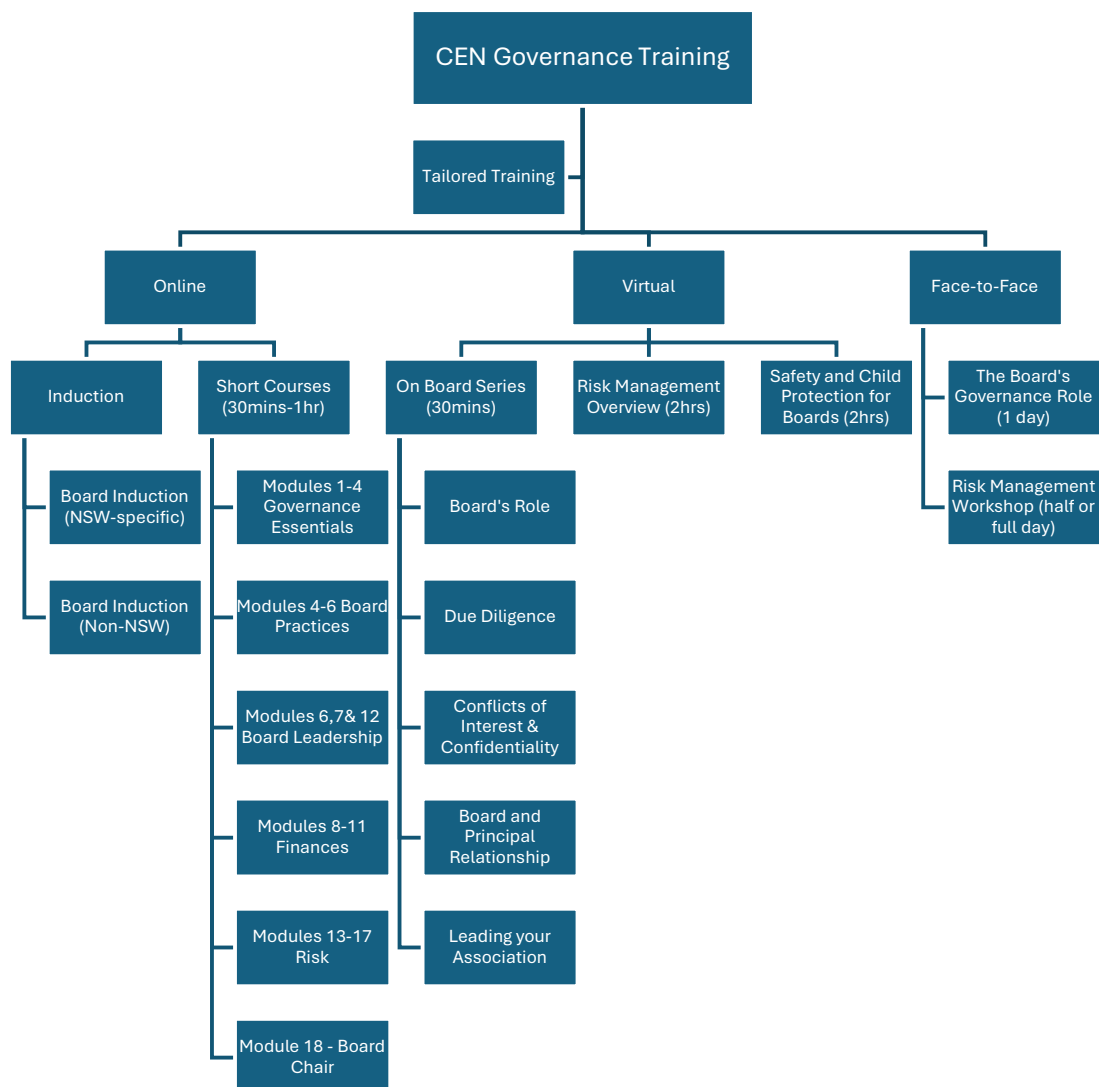 CEN Governance Training
Tailored Training
Online
Virtual
Face-to-Face
Induction
Short Courses
(30mins-1hr)
On Board Series
(30mins)
Risk Management
Overview (2hrs)
Safety and Child
Protection for
Boards (2hrs)
The Board's
Governance Role
(1 day)
Risk Management
Workshop (half or
full day)
Board Induction
(NSW-specific)
Board Induction
(Non-NSW)
Modules 1-4
Governance
Essentials
Modules 4-6 Board
Practices
Modules 6,7& 12
Board Leadership
Modules 8-11
Finances
Modules 13-17
Risk
Module 18 - Board
Chair
Board's Role
Due Diligence
Conflicts of
Interest &
Confidentiality
Board and
Principal
Relationship
Leading your
Association